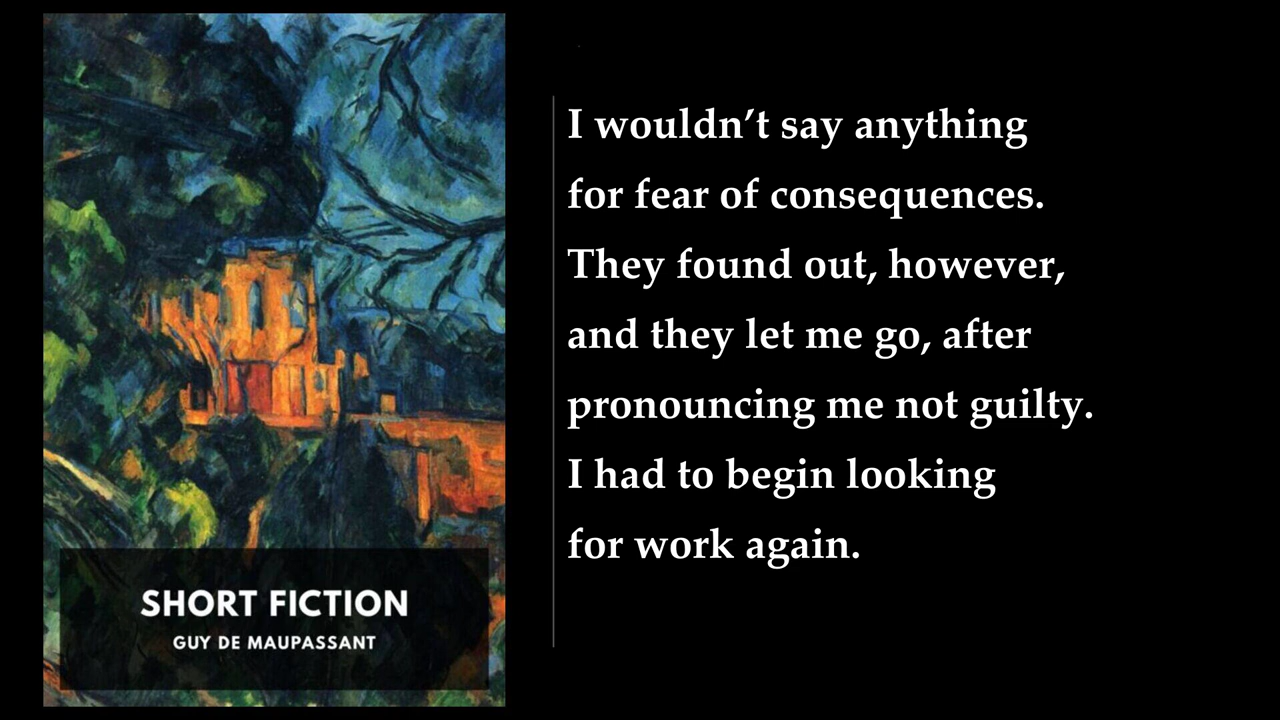 SHORT FICTION
GUY DE MAUPASSANT
I wouldn’t say anything
for fear of consequences.
They found out, however,
and they let me go, after
pronouncing me not guilty.
I had to begin looking
for work again.